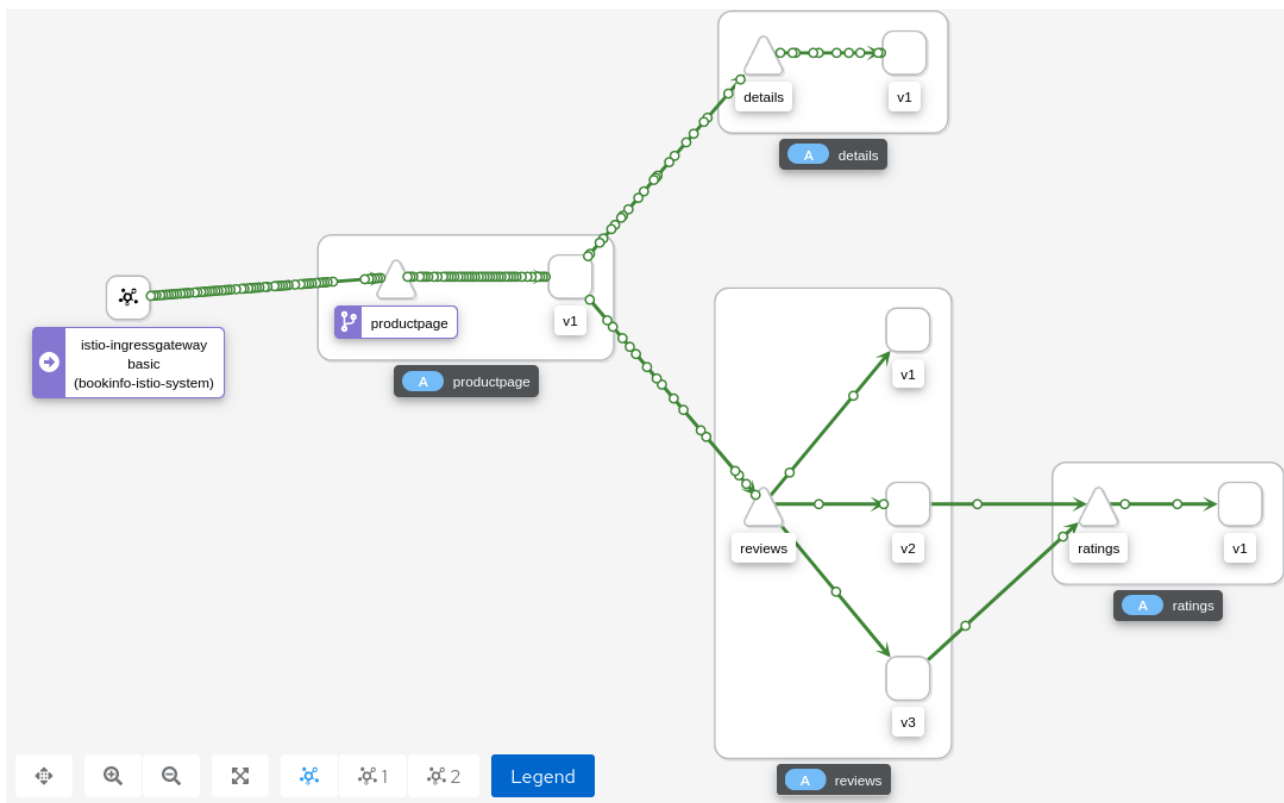 details
v1
A details
productpage
v1
A productpage
istio-ingressgateway
basic
(bookinfo-istio-system)
v1
reviews
v2
v3
A reviews
ratings
v1
A ratings
1
2
Legend